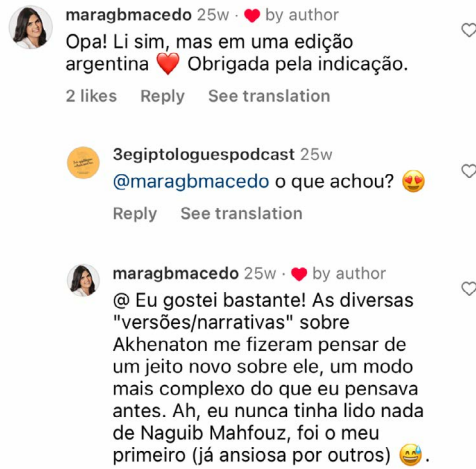 maragbmacedo 25w · ❤️ by author
Opa! Li sim, mas em uma edição
argentina ❤️ Obrigada pela indicação.
2 likes Reply See translation
3egiptologuespodcast 25w
@maragbmacedo o que achou? 😍
Reply See translation
maragbmacedo 24w · ❤️ by author
@ Eu gostei bastante! As diversas
"versões/narrativas" sobre
Akhenaton me fizeram pensar de
um jeito novo sobre ele, um modo
mais complexo do que eu pensava
antes. Ah, eu nunca tinha lido nada
de Naguib Mahfouz, foi o meu
primeiro (já ansiosa por outros) 😅.